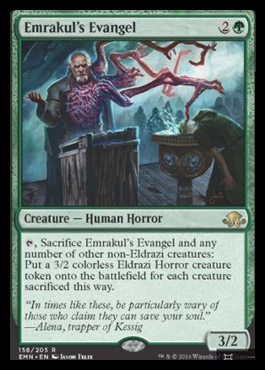 Emrakul's Evangel 2
Creature — Human Horror
, Sacrifice Emrakul's Evangel and any
number of other non-Eldrazi creatures:
Put a 3/2 colorless Eldrazi Horror creature
token onto the battlefield for each creature
sacrificed this way.
"In times like these, be particularly wary of
those who claim they can save your soul."
—Alena, trapper of Kessig
3/2
156/205 R
EMN • EN JASON FELIX
™ & © 2016 Wizards